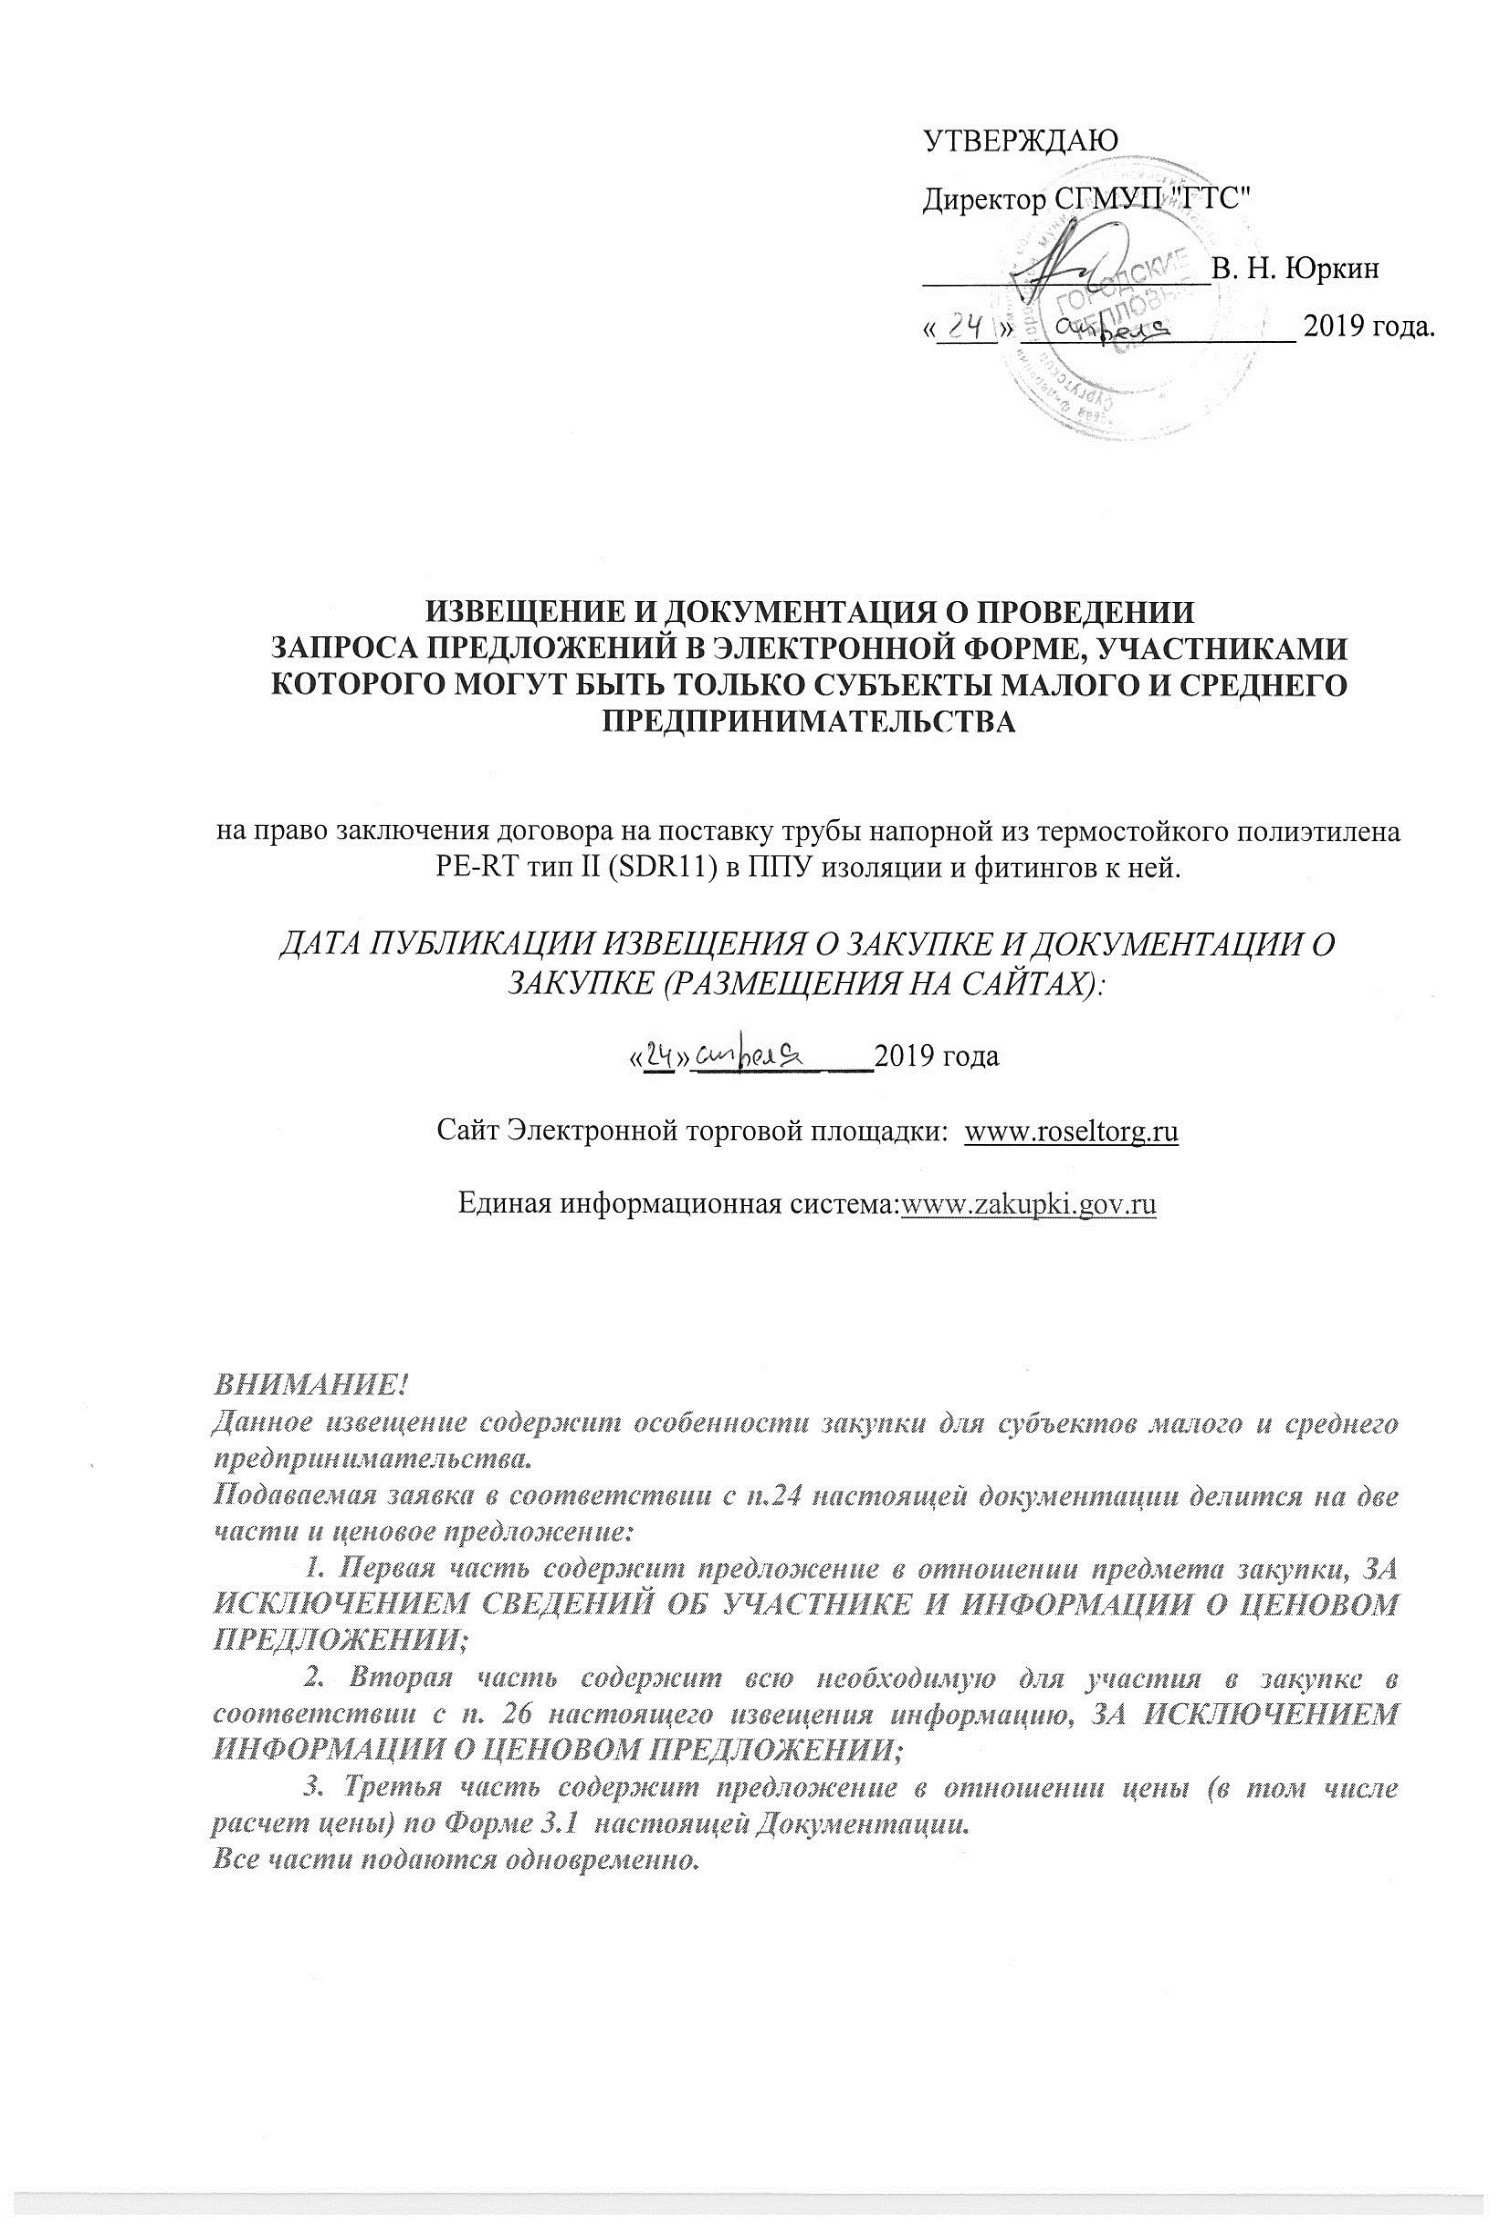 УТВЕРЖДАЮ
Директор СГМУП "ГТС"
В. Н. Юркин
«24» апреля 2019 года.
ГОРОДСКИЕ
ТЕПЛОВЫЕ
ИЗВЕЩЕНИЕ И ДОКУМЕНТАЦИЯ О ПРОВЕДЕНИИ
ЗАПРОСА ПРЕДЛОЖЕНИЙ В ЭЛЕКТРОННОЙ ФОРМЕ, УЧАСТНИКАМИ
КОТОРОГО МОГУТ БЫТЬ ТОЛЬКО СУБЪЕКТЫ МАЛОГО И СРЕДНЕГО
ПРЕДПРИНИМАТЕЛЬСТВА
на право заключения договора на поставку трубы напорной из термостойкого полиэтилена
PE-RT тип II (SDR11) в ППУ изоляции и фитингов к ней.
ДАТА ПУБЛИКАЦИИ ИЗВЕЩЕНИЯ О ЗАКУПКЕ И ДОКУМЕНТАЦИИ О
ЗАКУПКЕ (РАЗМЕЩЕНИЯ НА САЙТАХ):
«24» апреля 2019 года
Сайт Электронной торговой площадки: www.roseltorg.ru
Единая информационная система:www.zakupki.gov.ru
ВНИМАНИЕ!
Данное извещение содержит особенности закупки для субъектов малого и среднего
предпринимательства.
Подаваемая заявка в соответствии с п.24 настоящей документации делится на две
части и ценовое предложение:
1. Первая часть содержит предложение в отношении предмета закупки, ЗА
ИСКЛЮЧЕНИЕМ СВЕДЕНИЙ ОБ УЧАСТНИКЕ И ИНФОРМАЦИИ О ЦЕНОВОМ
ПРЕДЛОЖЕНИИ;
2. Вторая часть содержит всю необходимую для участия в закупке в
соответствии с п. 26 настоящего извещения информацию, ЗА ИСКЛЮЧЕНИЕМ
ИНФОРМАЦИИ О ЦЕНОВОМ ПРЕДЛОЖЕНИИ;
3. Третья часть содержит предложение в отношении цены (в том числе
расчет цены) по Форме 3.1 настоящей Документации.
Все части подаются одновременно.